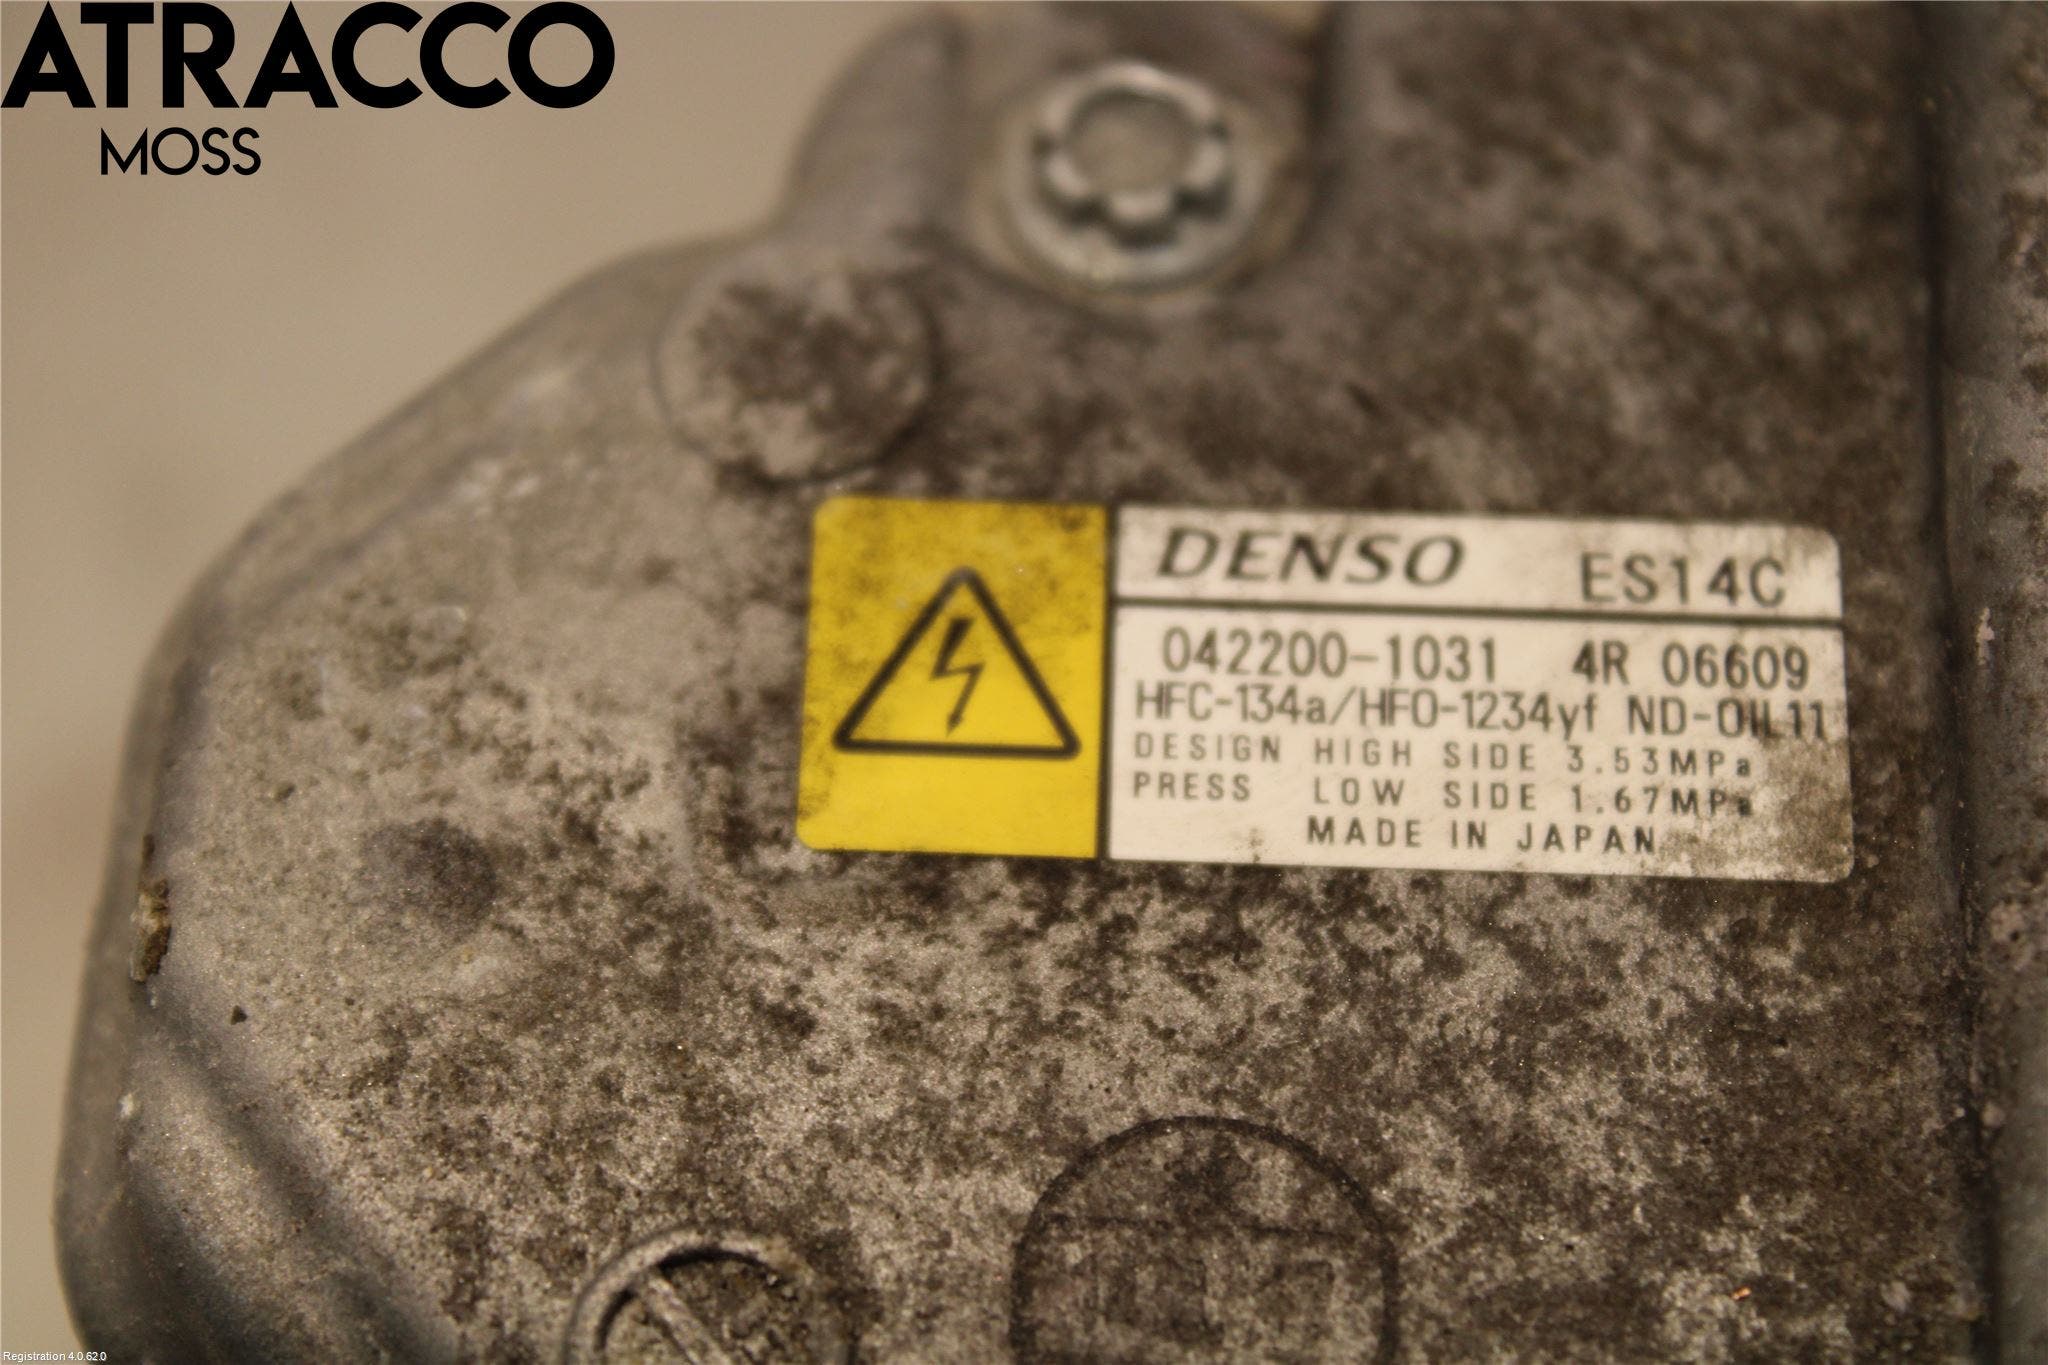 ATRACCO
MOSS
DENSO ES14C
042200-1031 4R 06609
HFC-134a/HFO-1234yf ND-OIL11
DESIGN HIGH SIDE 3.53MPa
PRESS LOW SIDE 1.67MPa
MADE IN JAPAN
Registration 4.0.62.0